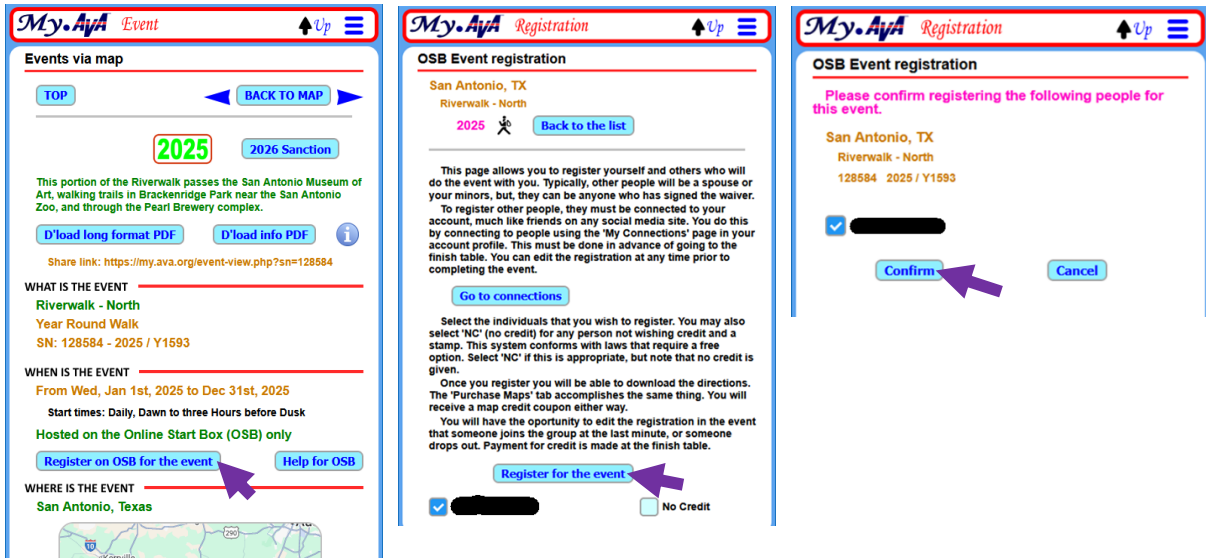 My.AVA Event Up
Events via map
TOP BACK TO MAP
2025 2026 Sanction
This portion of the Riverwalk passes the San Antonio Museum of
Art, walking trails in Brackenridge Park near the San Antonio
Zoo, and through the Pearl Brewery complex.
D'load long format PDF D'load info PDF i
Share link: https://my.ava.org/event-view.php?sn=128584
WHAT IS THE EVENT
Riverwalk - North
Year Round Walk
SN: 128584 - 2025 / Y1593
WHEN IS THE EVENT
From Wed, Jan 1st, 2025 to Dec 31st, 2025
Start times: Daily, Dawn to three Hours before Dusk
Hosted on the Online Start Box (OSB) only
Register on OSB for the event Help for OSB
WHERE IS THE EVENT
San Antonio, Texas
290
10
Kerrville
My.AVA Registration Up
OSB Event registration
San Antonio, TX
Riverwalk - North
2025 Back to the list
This page allows you to register yourself and others who will
do the event with you. Typically, other people will be a spouse or
your minors, but, they can be anyone who has signed the waiver.
To register other people, they must be connected to your
account, much like friends on any social media site. You do this
by connecting to people using the 'My Connections' page in your
account profile. This must be done in advance of going to the
finish table. You can edit the registration at any time prior to
completing the event.
Go to connections
Select the individuals that you wish to register. You may also
select 'NC' (no credit) for any person not wishing credit and a
stamp. This system conforms with laws that require a free
option. Select 'NC' if this is appropriate, but note that no credit is
given.
Once you register you will be able to download the directions.
The 'Purchase Maps' tab accomplishes the same thing. You will
receive a map credit coupon either way.
You will have the oportunity to edit the registration in the event
that someone joins the group at the last minute, or someone
drops out. Payment for credit is made at the finish table.
Register for the event
No Credit
My.AVA Registration Up
OSB Event registration
Please confirm registering the following people for
this event.
San Antonio, TX
Riverwalk - North
128584 2025 / Y1593
Confirm Cancel